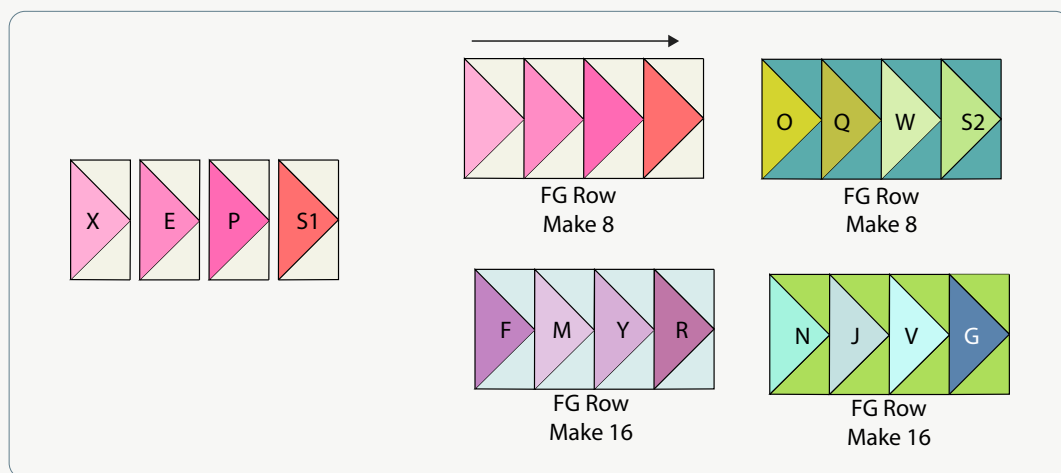 X E P S1
FG Row
Make 8
O Q W S2
FG Row
Make 8
F M Y R
FG Row
Make 16
N J V G
FG Row
Make 16